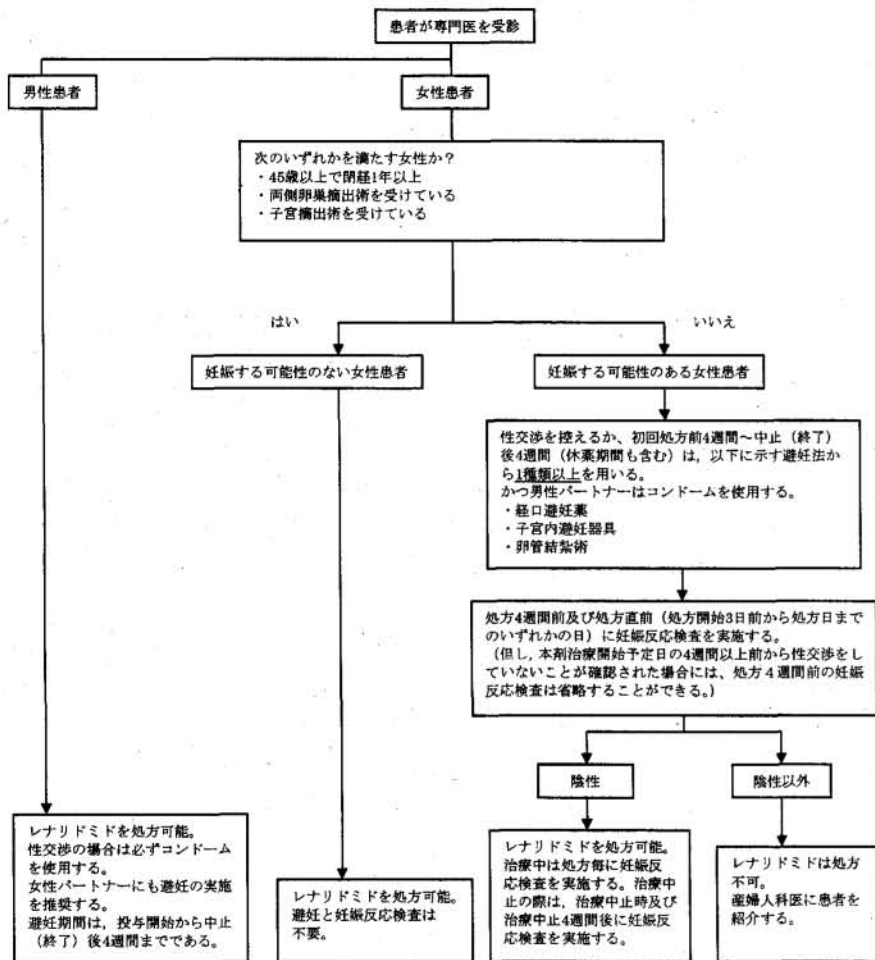 患者が専門医を受診
男性患者
女性患者
次のいずれかを満たす女性か？
・45歳以上で閉経1年以上
・両側卵巣摘出術を受けている
・子宮摘出術を受けている
はい
いいえ
妊娠する可能性のない女性患者
妊娠する可能性のある女性患者
性交渉を控えるか、初回処方前4週間～中止（終了）
後4週間（休薬期間も含む）は，以下に示す避妊法か
ら1種類以上を用いる。
かつ男性パートナーはコンドームを使用する。
・経口避妊薬
・子宮内避妊器具
・卵管結紮術
処方4週間前及び処方直前（処方開始3日前から処方日まで
のいずれかの日）に妊娠反応検査を実施する。
（但し，本剤治療開始予定日の4週間以上前から性交渉をし
ていないことが確認された場合には、処方４週間前の妊娠
反応検査は省略することができる。）
陰性
陰性以外
レナリドミドを処方可能。
性交渉の場合は必ずコンドーム
を使用する。
女性パートナーにも避妊の実施
を推奨する。
避妊期間は，投与開始から中止
（終了）後4週間までである。
レナリドミドを処方可能。
避妊と妊娠反応検査は
不要。
レナリドミドを処方可能。
治療中は処方毎に妊娠反
応検査を実施する。治療中
止の際は，治療中止時及び
治療中止4週間後に妊娠反
応検査を実施する。
レナリドミドは処方
不可。
産婦人科医に患者を
紹介する。